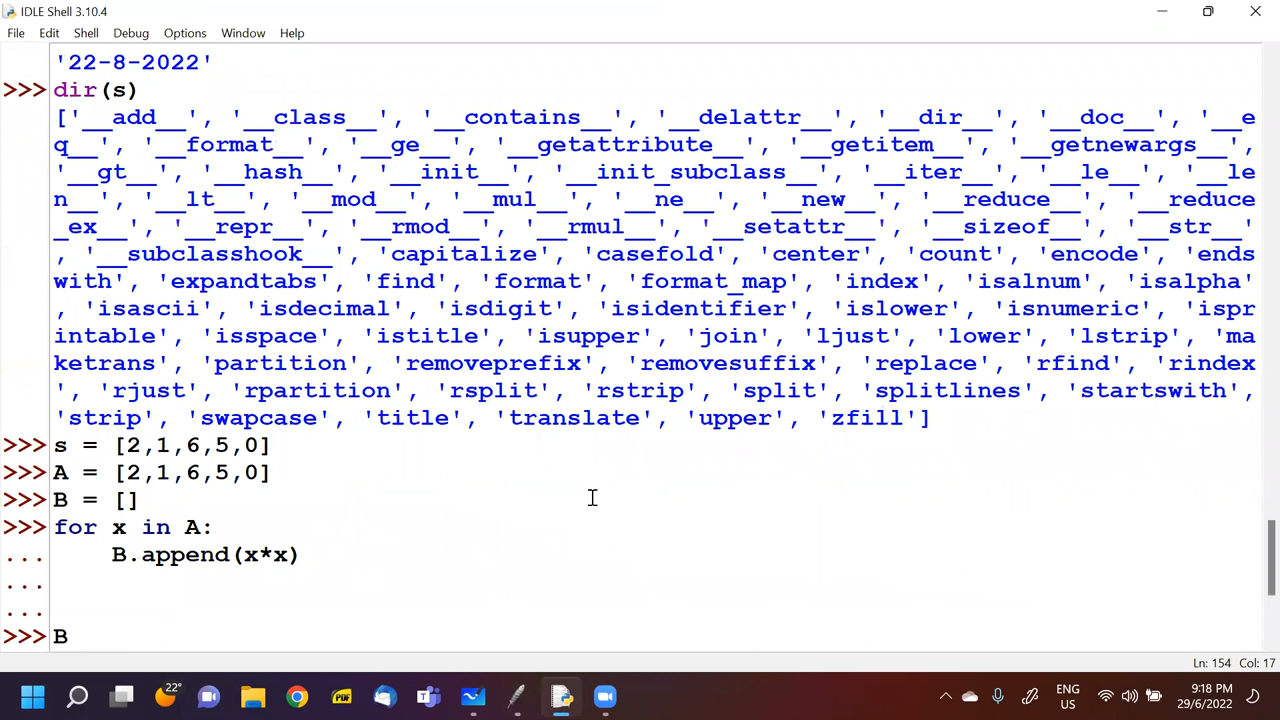 IDLE Shell 3.10.4
File Edit Shell Debug Options Window Help
'22-8-2022'
>>> dir(s)
['__add__', '__class__', '__contains__', '__delattr__', '__dir__', '__doc__', '__e
q__', '__format__', '__ge__', '__getattribute__', '__getitem__', '__getnewargs__',
'__gt__', '__hash__', '__init__', '__init_subclass__', '__iter__', '__le__', '__le
n__', '__lt__', '__mod__', '__mul__', '__ne__', '__new__', '__reduce__', '__reduce
_ex__', '__repr__', '__rmod__', '__rmul__', '__setattr__', '__sizeof__', '__str__'
, '__subclasshook__', 'capitalize', 'casefold', 'center', 'count', 'encode', 'ends
with', 'expandtabs', 'find', 'format', 'format_map', 'index', 'isalnum', 'isalpha'
, 'isascii', 'isdecimal', 'isdigit', 'isidentifier', 'islower', 'isnumeric', 'ispr
intable', 'isspace', 'istitle', 'isupper', 'join', 'ljust', 'lower', 'lstrip', 'ma
ketrans', 'partition', 'removeprefix', 'removesuffix', 'replace', 'rfind', 'rindex
', 'rjust', 'rpartition', 'rsplit', 'rstrip', 'split', 'splitlines', 'startswith',
'strip', 'swapcase', 'title', 'translate', 'upper', 'zfill']
>>> s = [2,1,6,5,0]
>>> A = [2,1,6,5,0]
>>> B = []
>>> for x in A:
... B.append(x*x)
...
...
>>> B
Ln: 154 Col: 17
22°
PDF
ENG
US
9:18 PM
29/6/2022